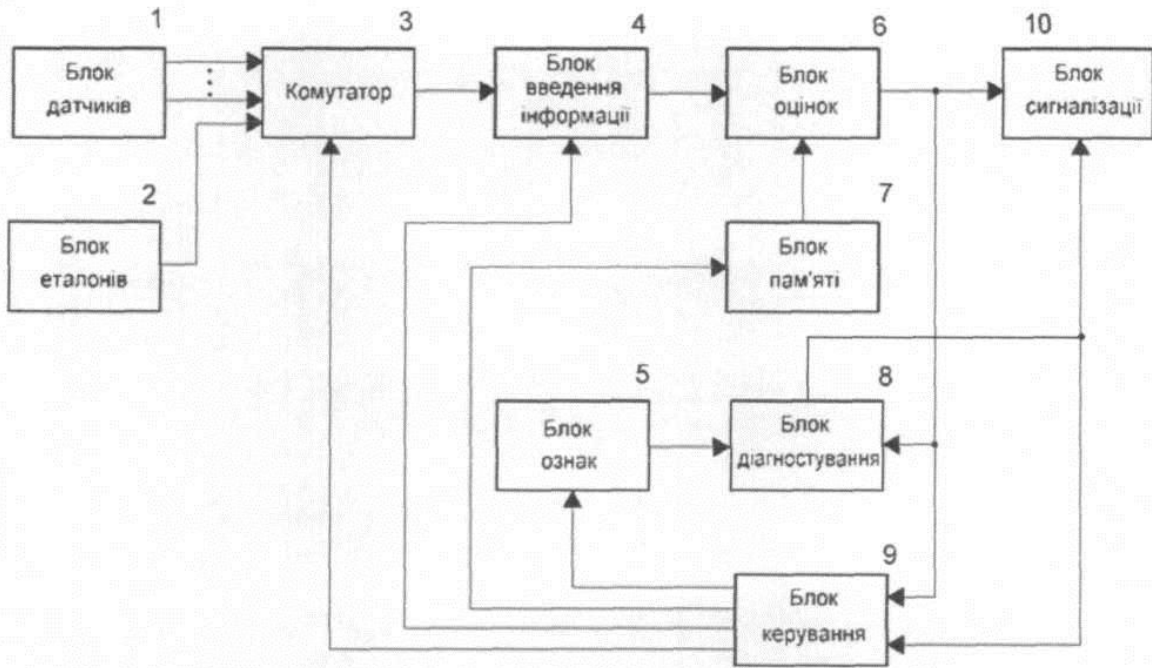 1
Блок
датчиків
3
Комутатор
4
Блок
введення
інформації
6
Блок
оцінок
10
Блок
сигналізації
2
Блок
еталонів
7
Блок
пам'яті
5
Блок
ознак
8
Блок
діагностування
9
Блок
керування